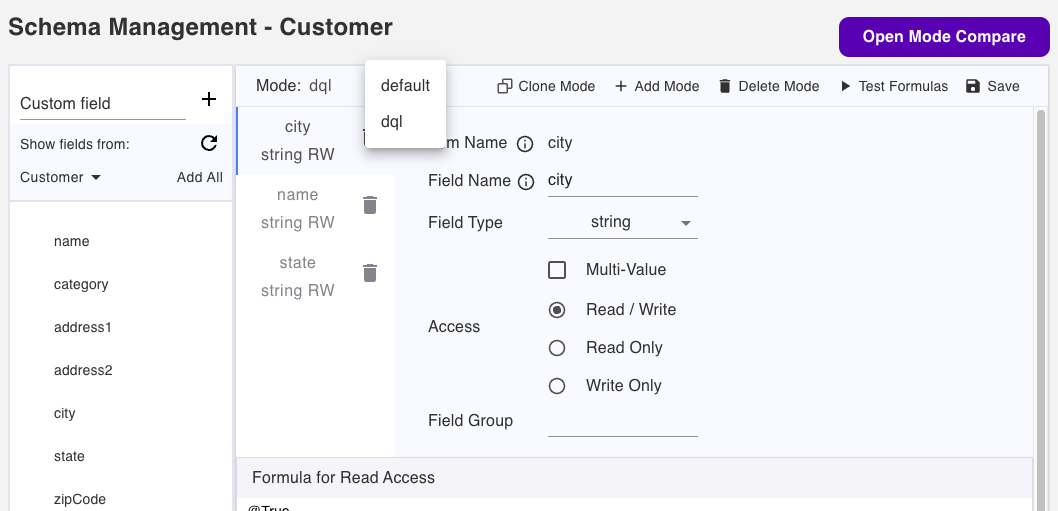 Schema Management - Customer
Open Mode Compare
Custom field
Show fields from:
Customer
Add All
name
category
address1
address2
city
state
zipCode
Mode: dql
default
dql
Clone Mode
Add Mode
Delete Mode
Test Formulas
Save
city
string RW
name
string RW
state
string RW
Name city
Field Name city
Field Type string
Multi-Value
Access
Read / Write
Read Only
Write Only
Field Group
Formula for Read Access
@True